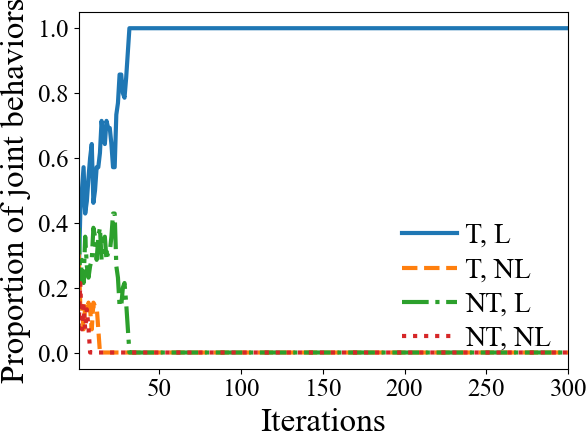 Proportion of joint behaviors
1.0
0.8
0.6
0.4
0.2
0.0
T, L
T, NL
NT, L
NT, NL
50 100 150 200 250 300
Iterations